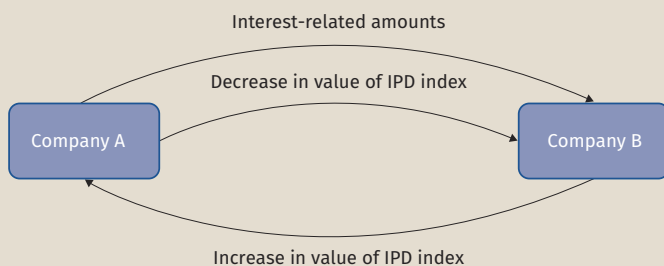 Interest-related amounts
Decrease in value of IPD index
Company A
Company B
Increase in value of IPD index